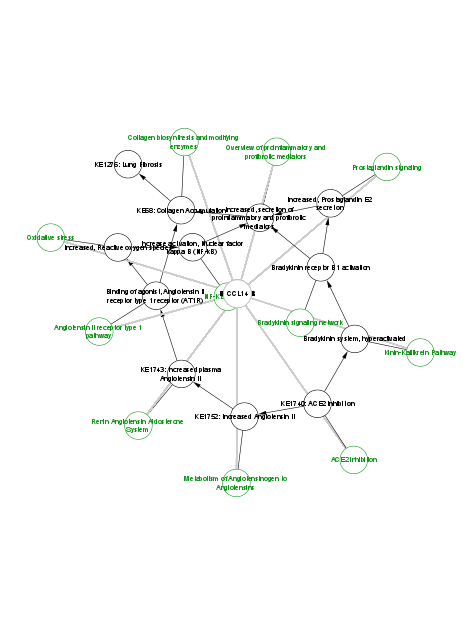 Collagen biosynthesis and modifying
enzymes
Overview of proinflammatory and
profibrotic mediators
KE1276: Lung fibrosis
Prostaglandin signaling
Increased, Prostaglandin E2
secretion
KE68: Collagen Accumulation
Increased, secretion of
proinflammatory and profibrotic
mediators
Oxidative stress
Increased, Reactive oxygen species
Increase activation, Nuclear factor
kappa B (NF-kB)
Bradykinin receptor B1 activation
Binding of agonist, Angiotensin II
receptor type 1 receptor (AT1R)
CCL14
Angiotensin II receptor type 1
pathway
Bradykinin signaling network
Bradykinin system, hyperactivated
Kinin-Kallikrein Pathway
KE1743: Increased plasma
Angiotensin II
KE1740: ACE2 inhibition
KE1752: Increased Angiotensin II
Renin Angiotensin Aldosterone
System
ACE2 inhibition
Metabolism of Angiotensinogen to
Angiotensins